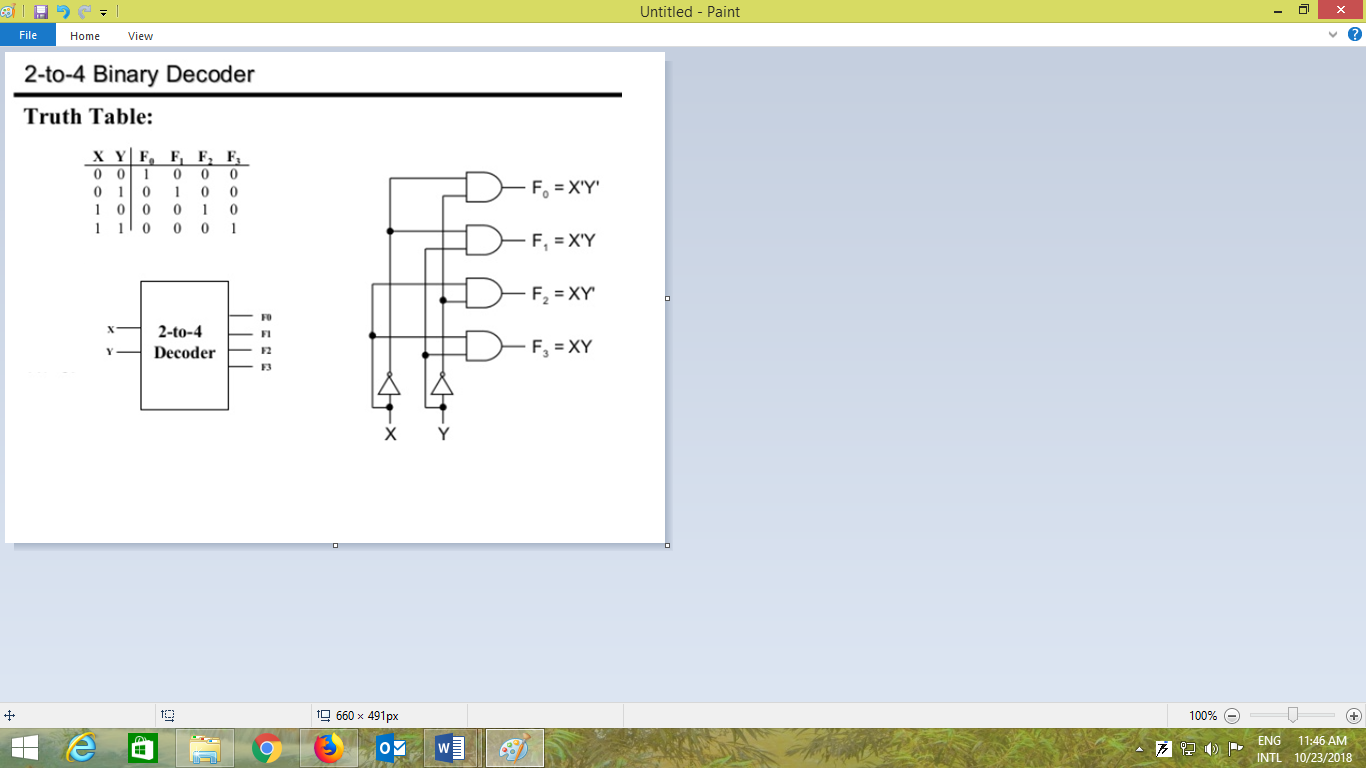 Untitled - Paint
File Home View
2-to-4 Binary Decoder
Truth Table:
X Y F₀ F₁ F₂ F₃
0 0 1 0 0 0
0 1 0 1 0 0
1 0 0 0 1 0
1 1 0 0 0 1
F₀ = X'Y'
F₁ = X'Y
F₂ = XY'
F₃ = XY
X
Y
2-to-4
Decoder
F0
F1
F2
F3
X Y
660 × 491px
100%
ENG 11:46 AM
INTL 10/23/2018